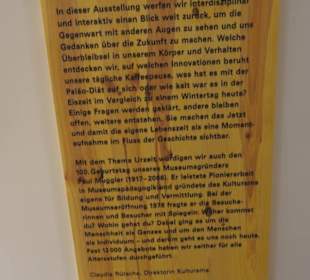 In dieser Ausstellung werfen wir interdisziplinär
und interaktiv einen Blick weit zurück, um die
Gegenwart mit anderen Augen zu sehen und uns
Gedanken über die Zukunft zu machen. Welche
Überbleibsel in unserem Körper und Verhalten
entdecken wir, auf welchen Innovationen beruht
unsere tägliche Kaffeepause, was hat es mit der
Paläo-Diät auf sich oder wie kalt war es in der
Eiszeit im Vergleich zu einem Wintertag heute?
Einige Fragen werden geklärt, andere bleiben
offen, weitere entstehen. Sie machen das Jetzt
und damit die eigene Lebenszeit als eine Moment-
aufnahme im Fluss der Geschichte sichtbar.
Mit dem Thema Urzeit würdigen wir auch den
100. Geburtstag unseres Museumsgründers
Paul Muggler (1917–2006). Er leistete Pionierarbeit
in Museumspädagogik und gründete das Kulturama
eigens für Bildung und Vermittlung. Bei der
Museumseröffnung 1978 fragte er die Besuche-
rinnen und Besucher mit Spiegeln: Woher kommst
du? Wohin gehst du? Dabei ging es um die
Menschheit als Ganzes und um den Menschen
als Individuum – und darum geht es uns noch heute.
Fast 12000 Angebote haben wir seither für alle
Altersstufen durchgeführt.
Claudia Rütsche, Direktorin Kulturama